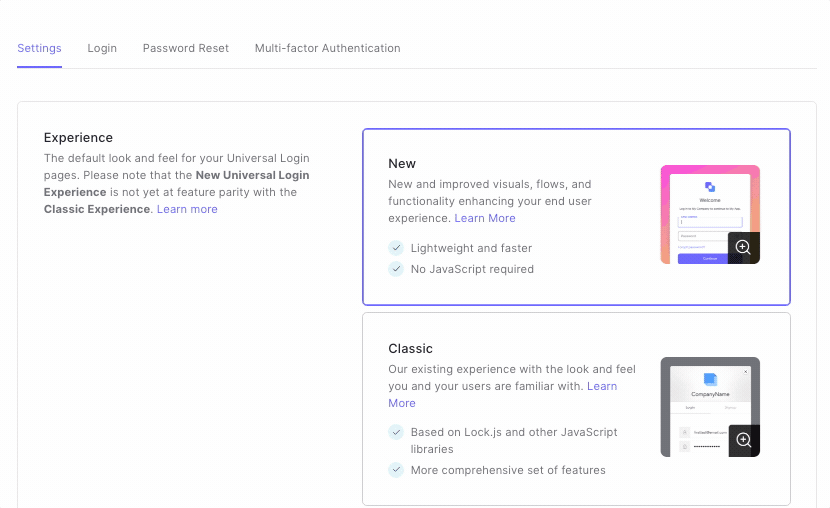 Settings Login Password Reset Multi-factor Authentication
Experience
The default look and feel for your Universal Login
pages. Please note that the New Universal Login
Experience is not yet at feature parity with the
Classic Experience. Learn more
New
New and improved visuals, flows, and
functionality enhancing your end user
experience. Learn More
Lightweight and faster
No JavaScript required
Welcome
Continue
Classic
Our existing experience with the look and feel
you and your users are familiar with. Learn
More
Based on Lock.js and other JavaScript
libraries
More comprehensive set of features
CompanyName